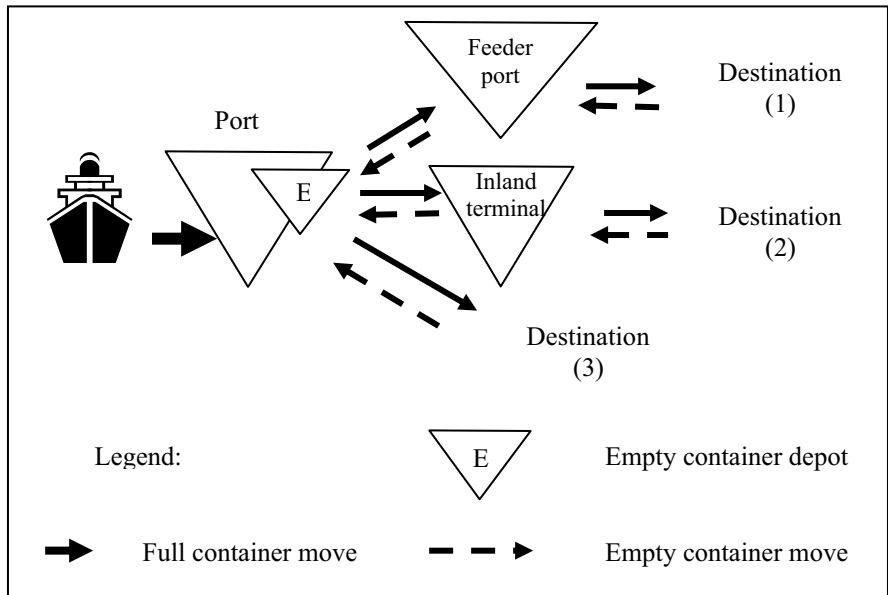 Feeder
port
Destination
(1)
Port
E
Inland
terminal
Destination
(2)
Destination
(3)
Legend:
E
Empty container depot
Full container move
Empty container move